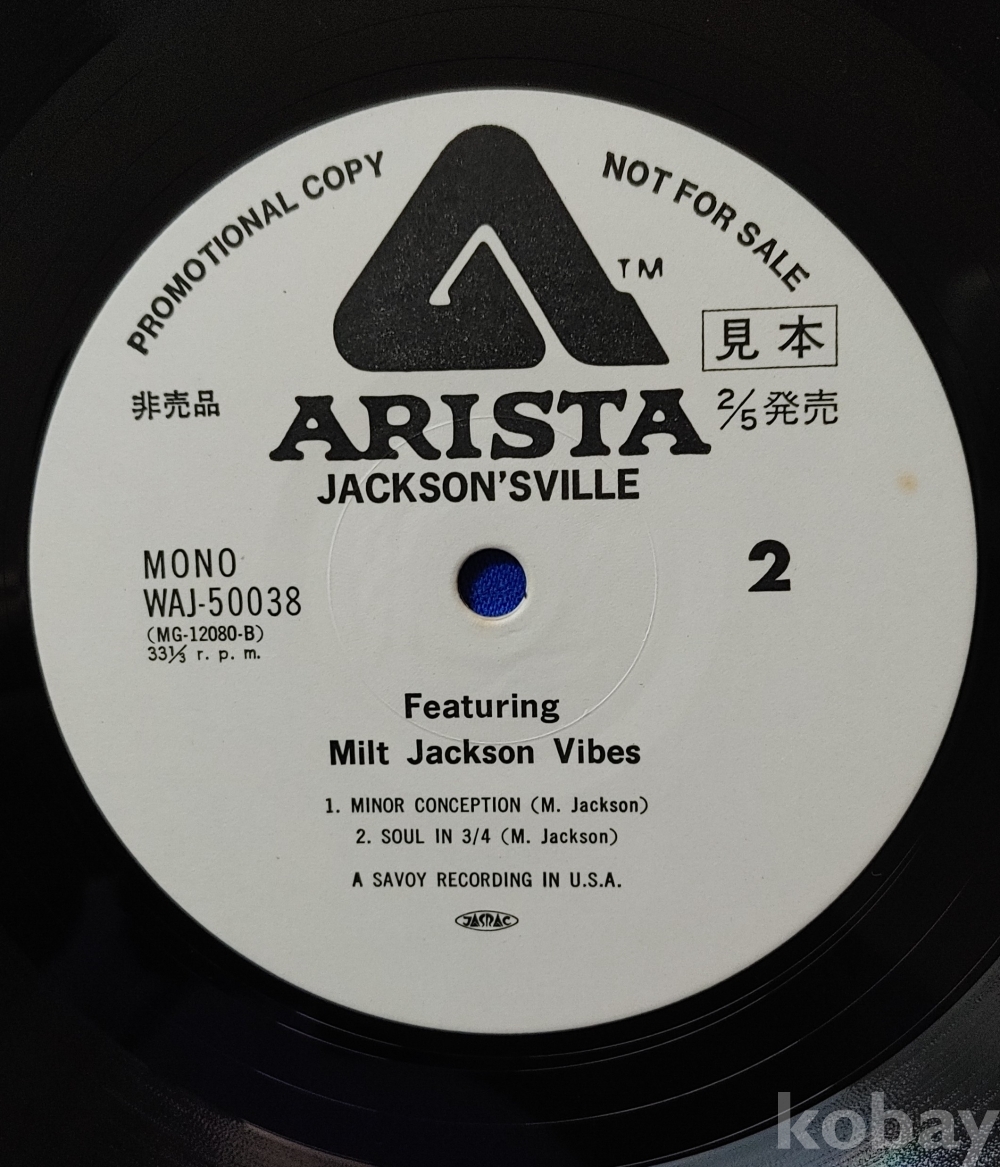 PROMOTIONAL COPY
NOT FOR SALE
TM
見本
非売品
ARISTA
2/5発売
JACKSON'SVILLE
MONO
2
WAJ-50038
(MG-12080-B)
33⅓ r. p. m.
Featuring
Milt Jackson Vibes
1. MINOR CONCEPTION (M. Jackson)
2. SOUL IN 3/4 (M. Jackson)
A SAVOY RECORDING IN U.S.A.
JASRAC
kobay